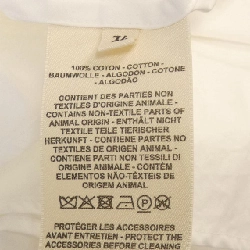 100% COTON - COTTON -
BAUMWOLLE - ALGODON - COTONE
- ALGODÃO
CONTIENT DES PARTIES NON
TEXTILES D'ORIGINE ANIMALE -
CONTAINS NON-TEXTILE PARTS OF
ANIMAL ORIGIN - ENTHÄLT NICHT
TEXTILE TEILE TIERISCHER
HERKUNFT - CONTIENE PARTES NO
TEXTILES DE ORIGEN ANIMAL -
CONTIENE PARTI NON TESSILI DI
ORIGINE ANIMALE - CONTÉM
ELEMENTOS NÃO-TÊXTEIS DE
ORIGEM ANIMAL
PROTÉGER LES ACCESSOIRES
AVANT ENTRETIEN - PROTECT THE
ACCESSORIES BEFORE CLEANING